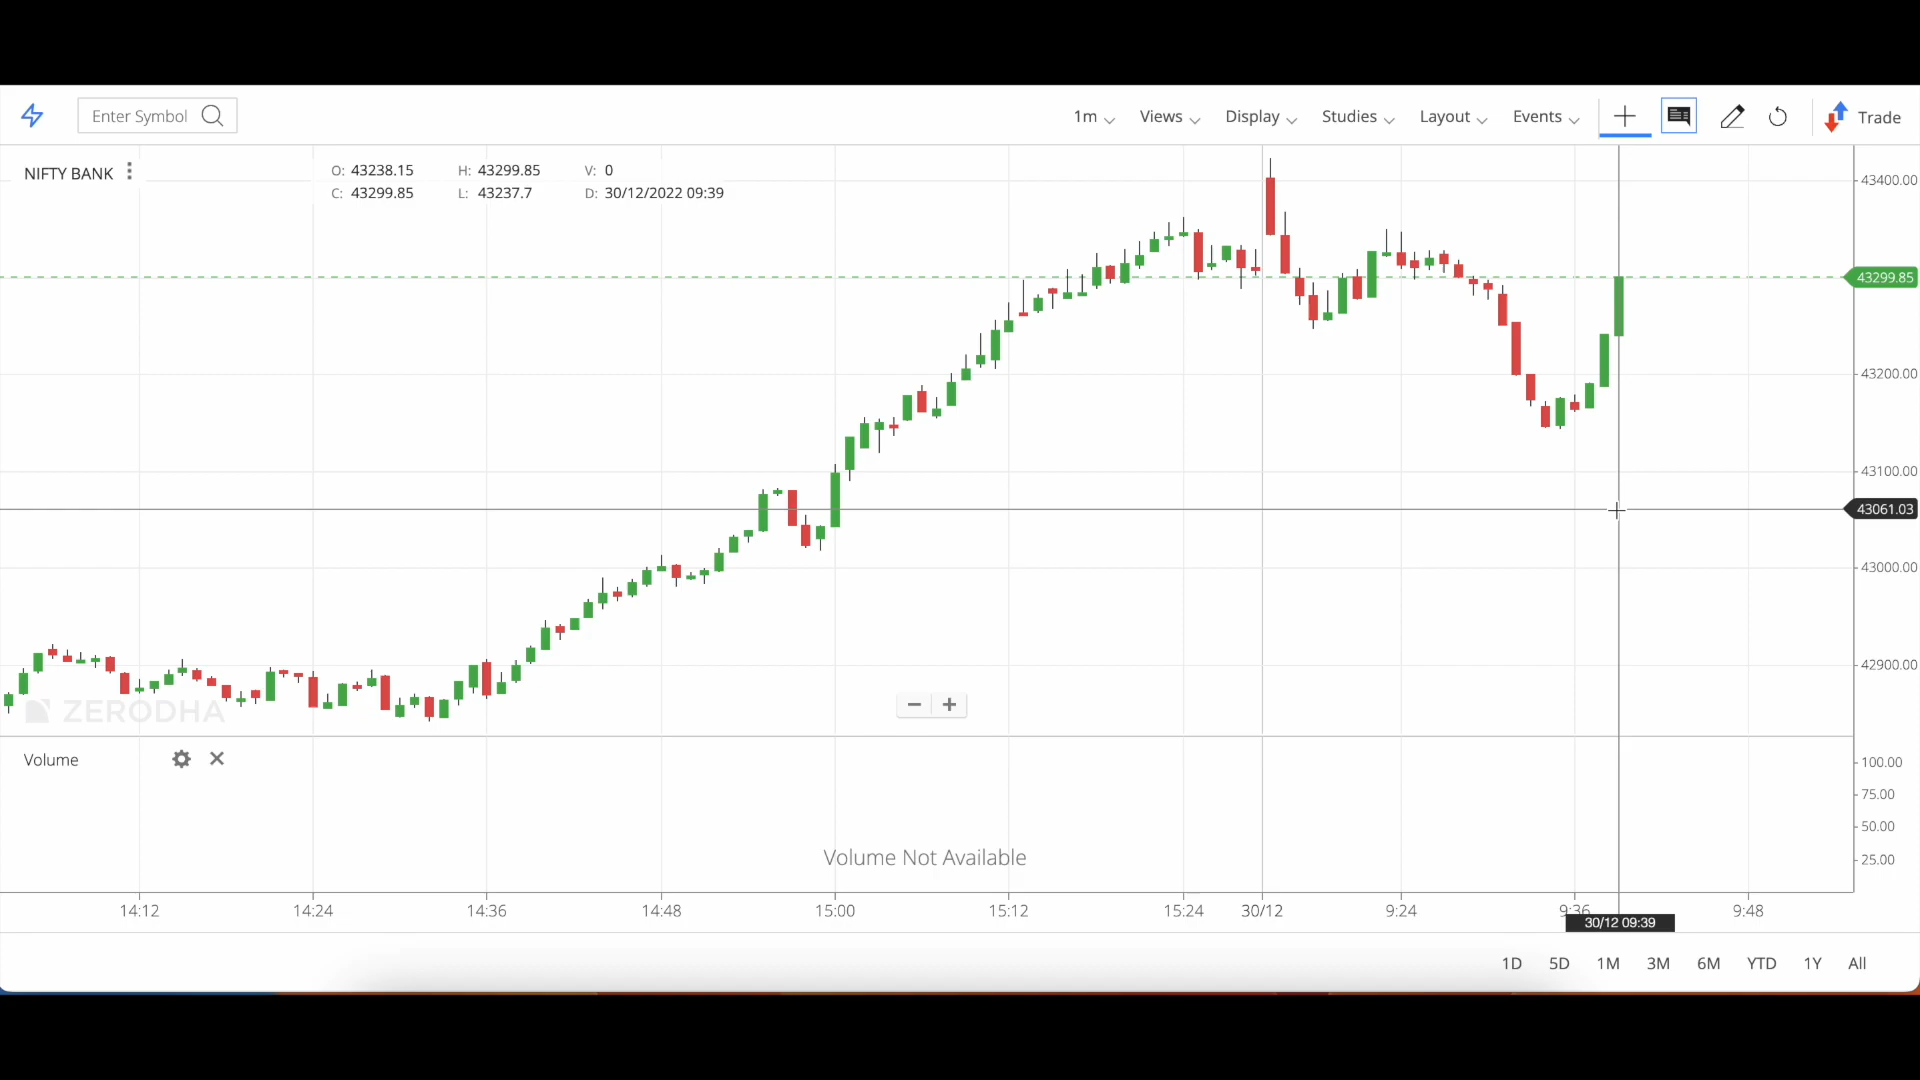 Enter Symbol
1m
Views
Display
Studies
Layout
Events
Trade
NIFTY BANK
O: 43238.15 H: 43299.85 V: 0
C: 43299.85 L: 43237.7 D: 30/12/2022 09:39
43400.00
43299.85
43200.00
43100.00
43061.03
43000.00
42900.00
ZERODHA
Volume
100.00
75.00
50.00
25.00
Volume Not Available
14:12 14:24 14:36 14:48 15:00 15:12 15:24 30/12 9:24 9:36 9:48
30/12 09:39
1D 5D 1M 3M 6M YTD 1Y All